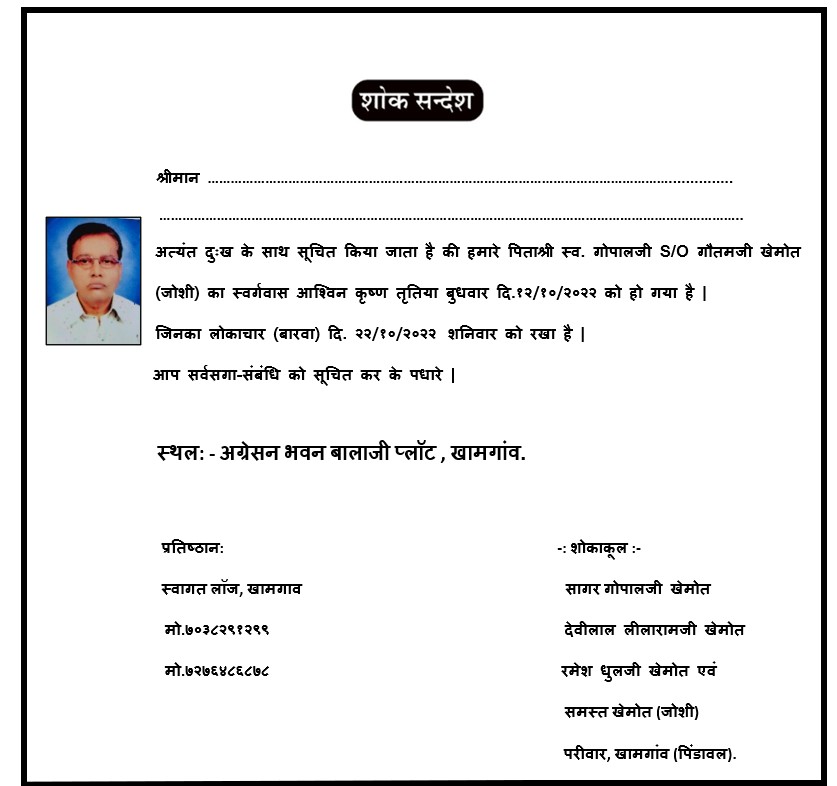 शोक सन्देश
श्रीमान ........................................................................................................................
........................................................................................................................
अत्यंत दुःख के साथ सूचित किया जाता है की हमारे पिताश्री स्व. गोपालजी S/O गौतमजी खेमोत
(जोशी) का स्वर्गवास आश्विन कृष्ण तृतिया बुधवार दि.१२/१०/२०२२ को हो गया है |
जिनका लोकाचार (बारवा) दि. २२/१०/२०२२ शनिवार को रखा है |
आप सर्वसगा-संबंधि को सूचित कर के पधारे |
स्थल: - अग्रेसन भवन बालाजी प्लॉट , खामगांव.
प्रतिष्ठान:
स्वागत लॉज, खामगाव
मो.७०३८२९१२९९
मो.७२७६४८६८७८
-: शोकाकूल :-
सागर गोपालजी खेमोत
देवीलाल लीलारामजी खेमोत
रमेश धुलजी खेमोत एवं
समस्त खेमोत (जोशी)
परीवार, खामगांव (पिंडावल).